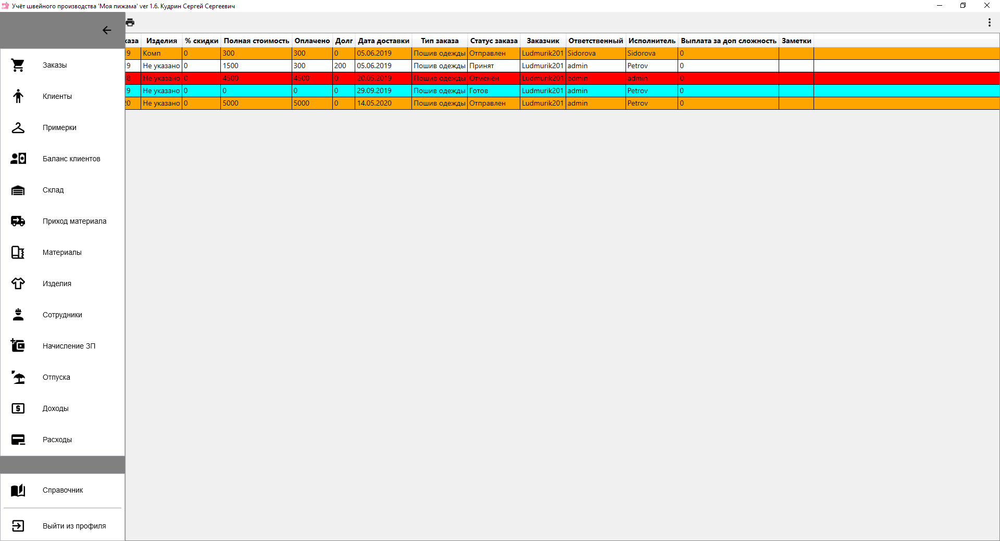 Учёт швейного производства 'Моя пижама' ver 1.6. Кудрин Сергей Сергеевич
каза Изделия % скидки Полная стоимость Оплачено Долг Дата доставки Тип заказа Статус заказа Заказчик Ответственный Исполнитель Выплата за доп сложность Заметки
9 Комп 0 300 300 0 05.06.2019 Пошив одежды Отправлен Ludmurik201 Sidorova Sidorova 0
9 Не указано 0 1500 300 200 05.06.2019 Пошив одежды Принят Ludmurik201 admin Petrov 0
8 Не указано 0 4500 4500 0 20.05.2019 Пошив одежды Отменён Ludmurik201 admin admin 0
9 Не указано 0 0 0 0 29.09.2019 Пошив одежды Готов Ludmurik201 admin Petrov 0
20 Не указано 0 5000 5000 0 14.05.2020 Пошив одежды Отправлен Ludmurik201 admin Petrov 0
Заказы
Клиенты
Примерки
Баланс клиентов
Склад
Приход материала
Материалы
Изделия
Сотрудники
Начисление ЗП
Отпуска
Доходы
Расходы
Справочник
Выйти из профиля